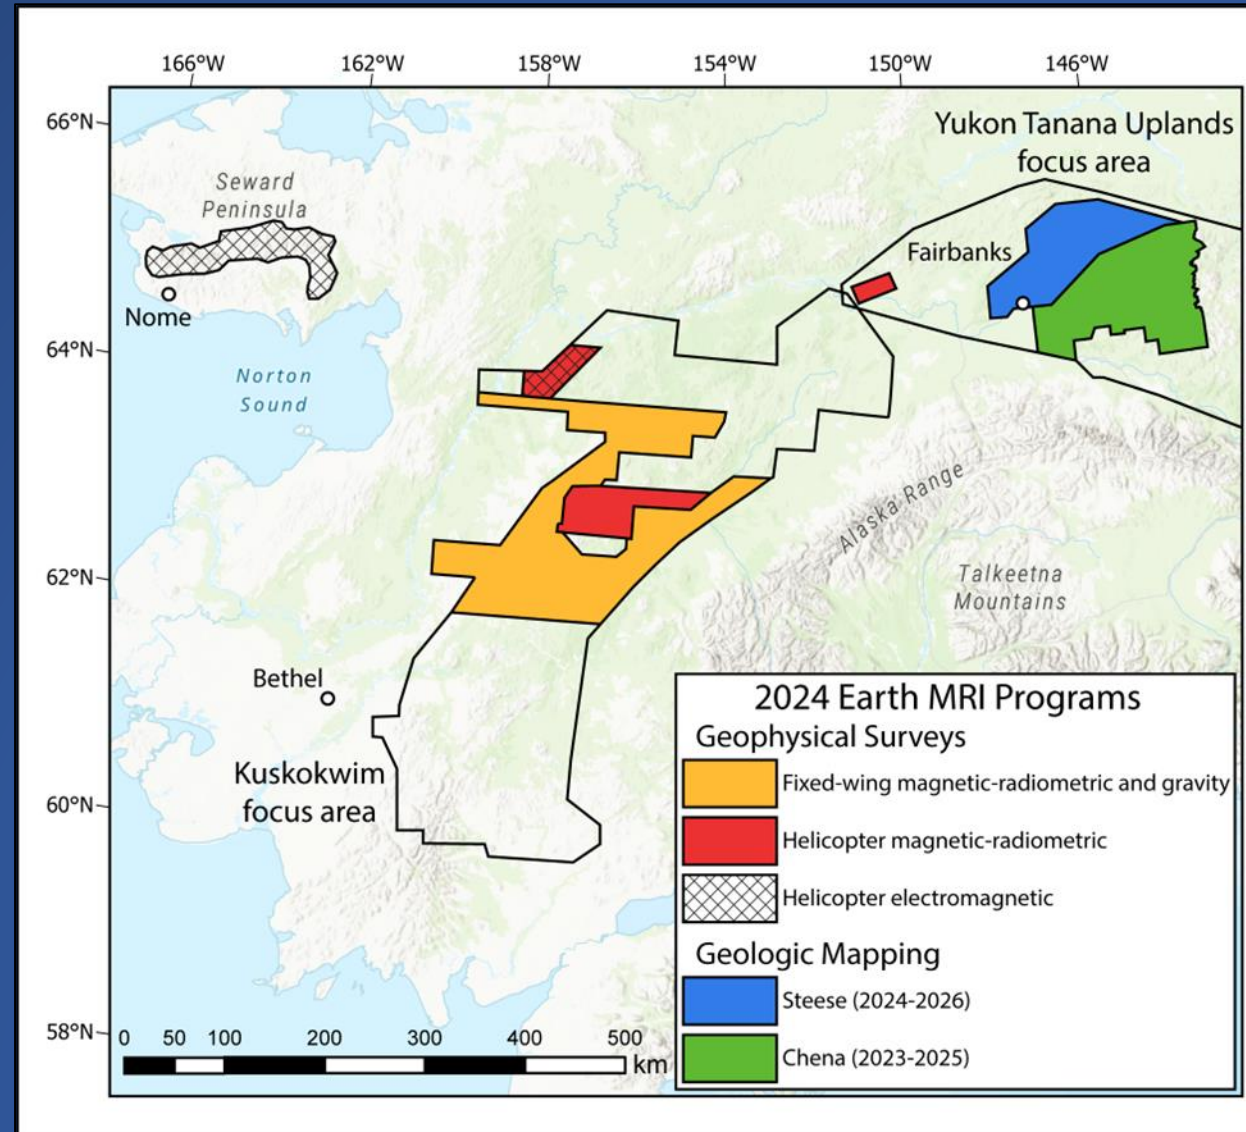 166°W 162°W 158°W 154°W 150°W 146°W
66°N
Yukon Tanana Uplands
focus area
Seward
Peninsula
Fairbanks
Nome
64°N
Norton
Sound
Alaska Range
62°N
Talkeetna
Mountains
Bethel
Kuskokwim
focus area
60°N
58°N
0 50 100 200 300 400 500
km
2024 Earth MRI Programs
Geophysical Surveys
Fixed-wing magnetic-radiometric and gravity
Helicopter magnetic-radiometric
Helicopter electromagnetic
Geologic Mapping
Steese (2024-2026)
Chena (2023-2025)